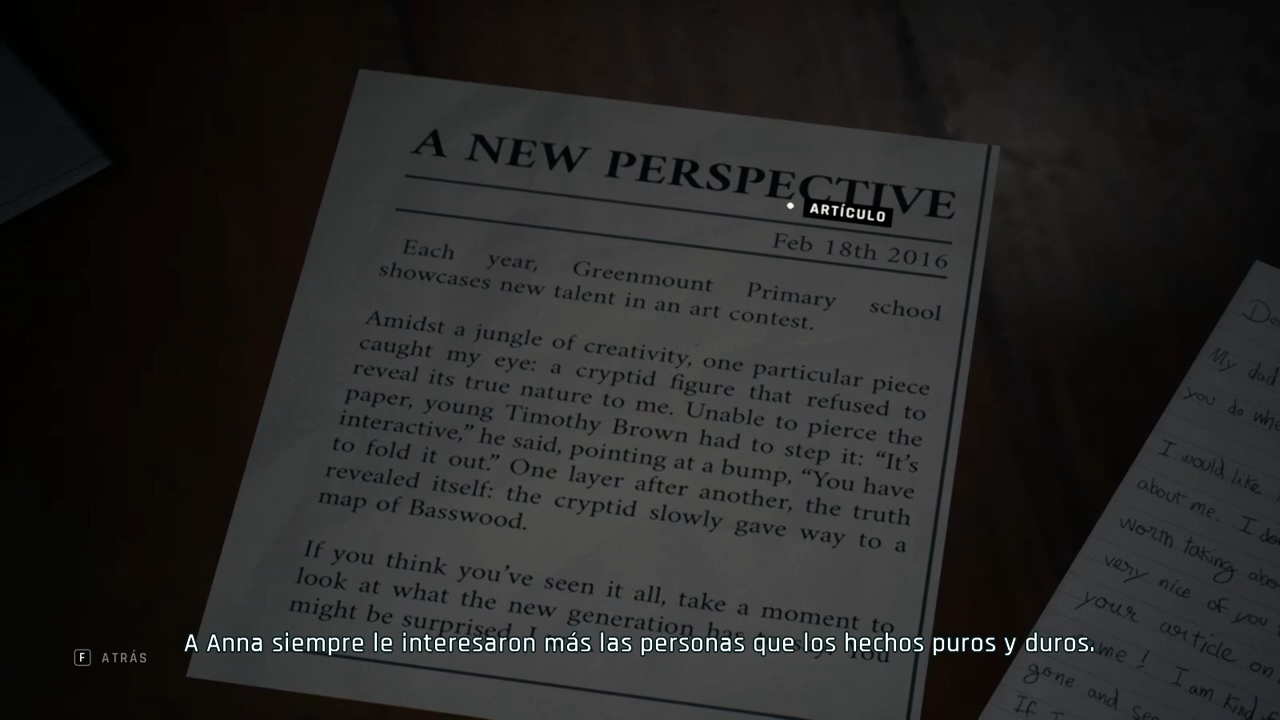 A NEW PERSPECTIVE
ARTÍCULO
Feb 18th 2016
Each year, Greenmount Primary school
showcases new talent in an art contest.
Amidst a jungle of creativity, one particular piece
caught my eye: a cryptid figure that refused to
reveal its true nature to me. Unable to pierce the
paper, young Timothy Brown had to step it: “It’s
interactive,” he said, pointing at a bump, “You have
to fold it out.” One layer after another, the truth
revealed itself: the cryptid slowly gave way to a
map of Basswood.
If you think you’ve seen it all, take a moment to
look at what the new generation has to say. You
might be surprised.
My dad
you do
I would like
about me. I
worth taking
very nice of you
your article on
me! I am kind
gone and
If I
A Anna siempre le interesaron más las personas que los hechos puros y duros.
F ATRÁS